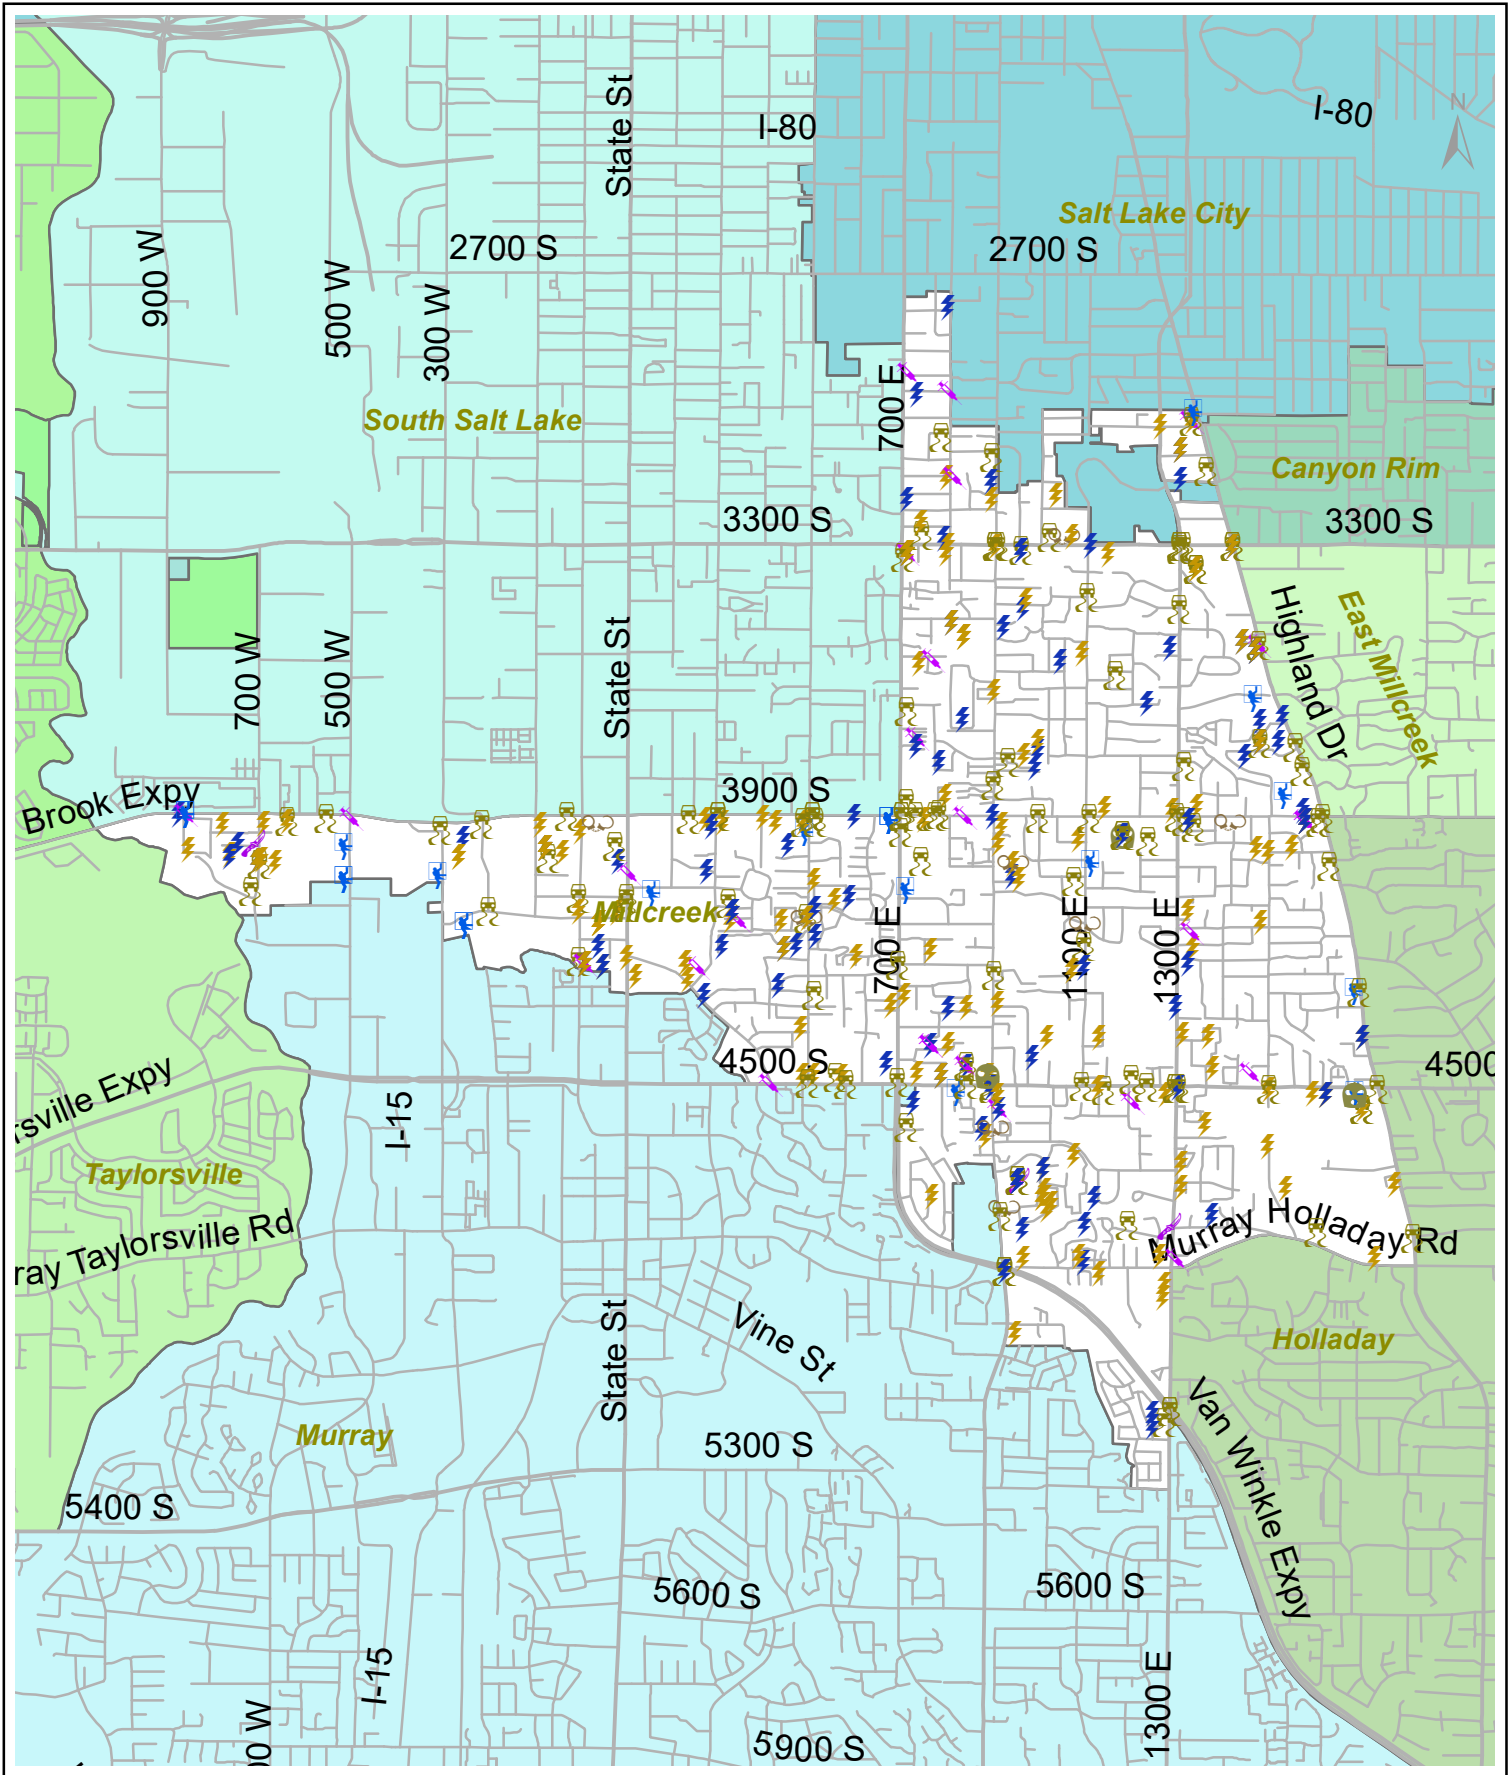 State St
I-80
I-80
N
Salt Lake City
900 W
2700 S
2700 S
500 W
300 W
700 E
South Salt Lake
Canyon Rim
3300 S
3300 S
Highland Dr
East Millcreek
700 W
500 W
State St
Brook Expy
3900 S
Millcreek
700 E
1100 E
1300 E
4500 S
4500
rsville Expy
I-15
Taylorsville
ray Taylorsville Rd
Murray Holladay Rd
State St
Vine St
Holladay
Murray
5300 S
Van Winkle Expy
5400 S
5600 S
5600 S
I-15
1300 E
00 W
5900 S